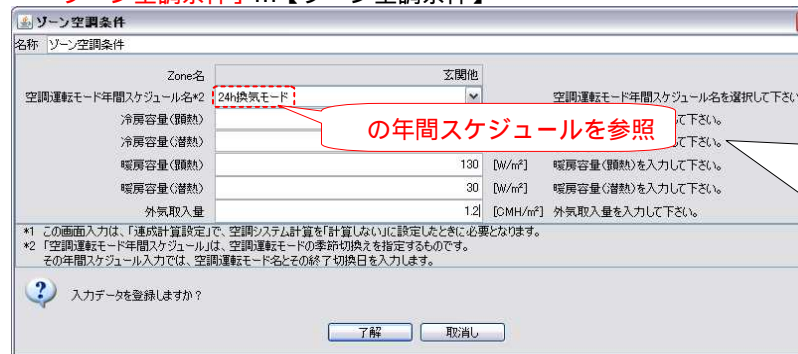 ゾーン空調条件」…【ゾーン空調条件】
ゾーン空調条件
名称 ゾーン空調条件
Zone名 玄関他
空調運転モード年間スケジュール名*2 24h換気モード 空調運転モード年間スケジュール名を選択して下さい
冷房容量(顕熱) て下さい。
の年間スケジュールを参照
冷房容量(潜熱) て下さい。
暖房容量(顕熱) 130 [W/m²] 暖房容量(顕熱)を入力して下さい。
暖房容量(潜熱) 30 [W/m²] 暖房容量(潜熱)を入力して下さい。
外気取入量 1.2 [CMH/m²] 外気取入量を入力して下さい。
*1 この画面入力は、「連成計算設定」で、空調システム計算を「計算しない」に設定したときに必要となります。
*2 「空調運転モード年間スケジュール」は、空調運転モードの季節切換えを指定するものです。
その年間スケジュール入力では、空調運転モード名とその終了切換日を入力します。
入力データを登録しますか?
了解 取消し